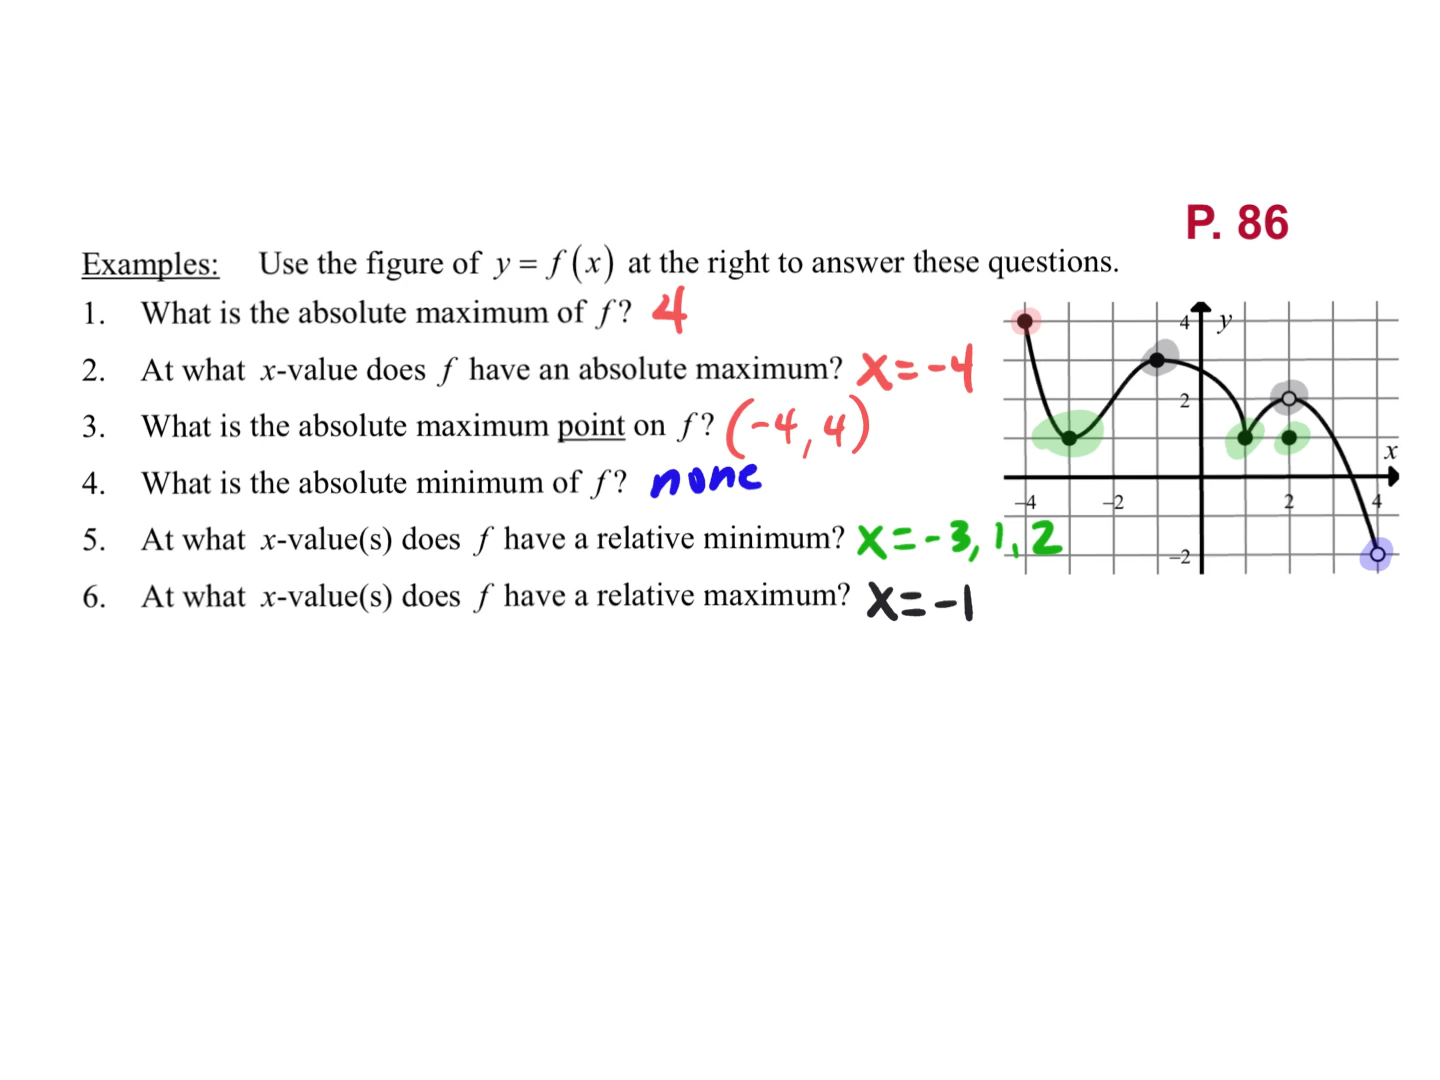 P. 86
Examples: Use the figure of y = f(x) at the right to answer these questions.
1. What is the absolute maximum of f? 4
2. At what x-value does f have an absolute maximum? x=-4
3. What is the absolute maximum point on f? (-4,4)
4. What is the absolute minimum of f? none
5. At what x-value(s) does f have a relative minimum? x=-3,1,2
6. At what x-value(s) does f have a relative maximum? x=-1
4 y
2
x
-4 -2 2 4
-2